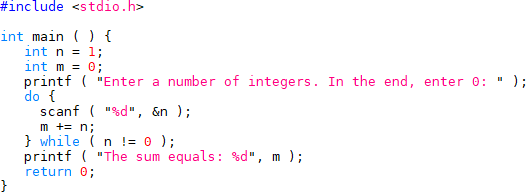 #include <stdio.h>
int main ( ) {
int n = 1;
int m = 0;
printf ( "Enter a number of integers. In the end, enter 0: " );
do {
scanf ( "%d", &n );
m += n;
} while ( n != 0 );
printf ( "The sum equals: %d", m );
return 0;
}